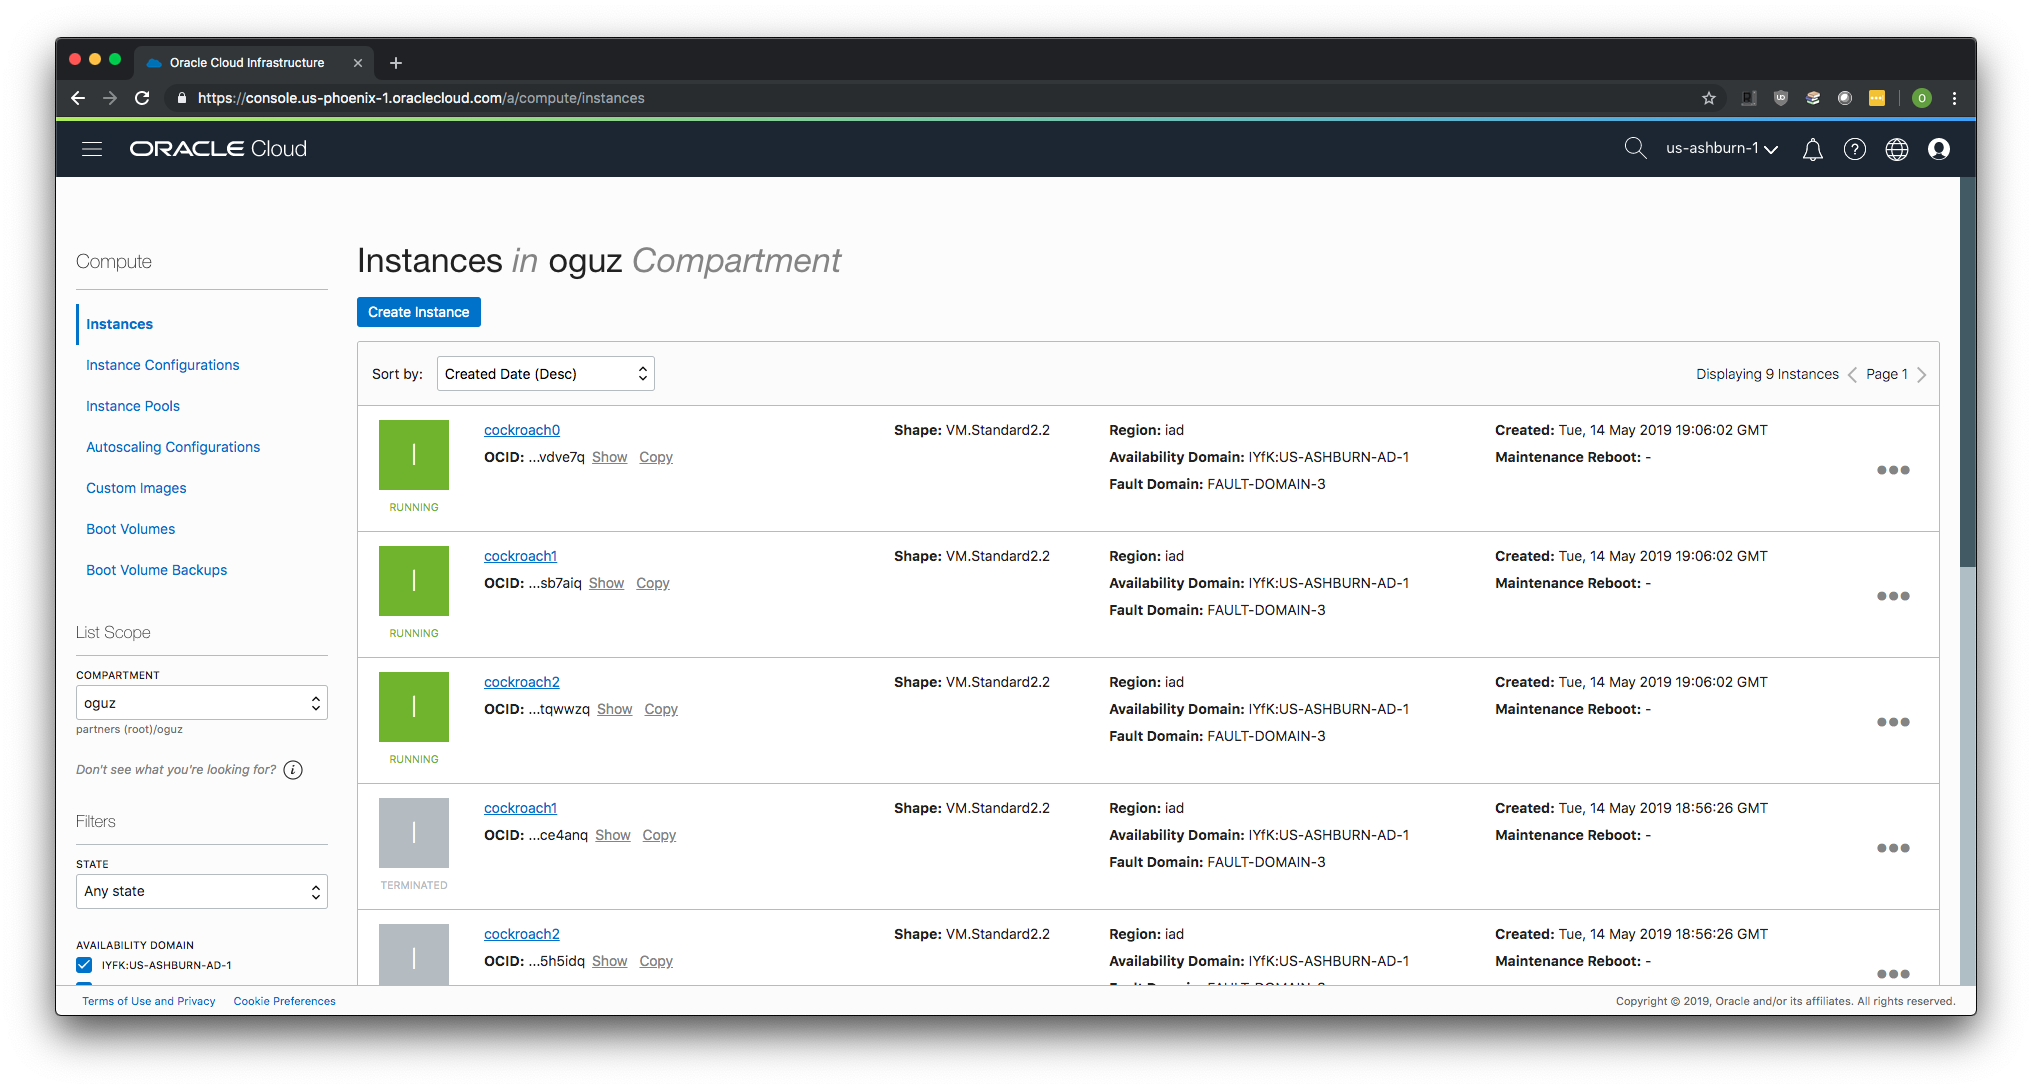 Oracle Cloud Infrastructure
https://console.us-phoenix-1.oraclecloud.com/a/compute/instances
O
ORACLE Cloud
us-ashburn-1
Compute
Instances
Instance Configurations
Instance Pools
Autoscaling Configurations
Custom Images
Boot Volumes
Boot Volume Backups
List Scope
COMPARTMENT
oguz
partners (root)/oguz
Don't see what you're looking for?
Filters
STATE
Any state
AVAILABILITY DOMAIN
IYFK:US-ASHBURN-AD-1
Instances in oguz Compartment
Create Instance
Sort by: Created Date (Desc)
Displaying 9 Instances Page 1
I
RUNNING
cockroach0
OCID: ...vdve7q Show Copy
Shape: VM.Standard2.2
Region: iad
Availability Domain: IYfK:US-ASHBURN-AD-1
Fault Domain: FAULT-DOMAIN-3
Created: Tue, 14 May 2019 19:06:02 GMT
Maintenance Reboot: -
I
RUNNING
cockroach1
OCID: ...sb7aiq Show Copy
Shape: VM.Standard2.2
Region: iad
Availability Domain: IYfK:US-ASHBURN-AD-1
Fault Domain: FAULT-DOMAIN-3
Created: Tue, 14 May 2019 19:06:02 GMT
Maintenance Reboot: -
I
RUNNING
cockroach2
OCID: ...tqwwzq Show Copy
Shape: VM.Standard2.2
Region: iad
Availability Domain: IYfK:US-ASHBURN-AD-1
Fault Domain: FAULT-DOMAIN-3
Created: Tue, 14 May 2019 19:06:02 GMT
Maintenance Reboot: -
I
TERMINATED
cockroach1
OCID: ...ce4anq Show Copy
Shape: VM.Standard2.2
Region: iad
Availability Domain: IYfK:US-ASHBURN-AD-1
Fault Domain: FAULT-DOMAIN-3
Created: Tue, 14 May 2019 18:56:26 GMT
Maintenance Reboot: -
I
cockroach2
OCID: ...5h5idq Show Copy
Shape: VM.Standard2.2
Region: iad
Availability Domain: IYfK:US-ASHBURN-AD-1
Created: Tue, 14 May 2019 18:56:26 GMT
Maintenance Reboot: -
Terms of Use and Privacy Cookie Preferences
Copyright © 2019, Oracle and/or its affiliates. All rights reserved.